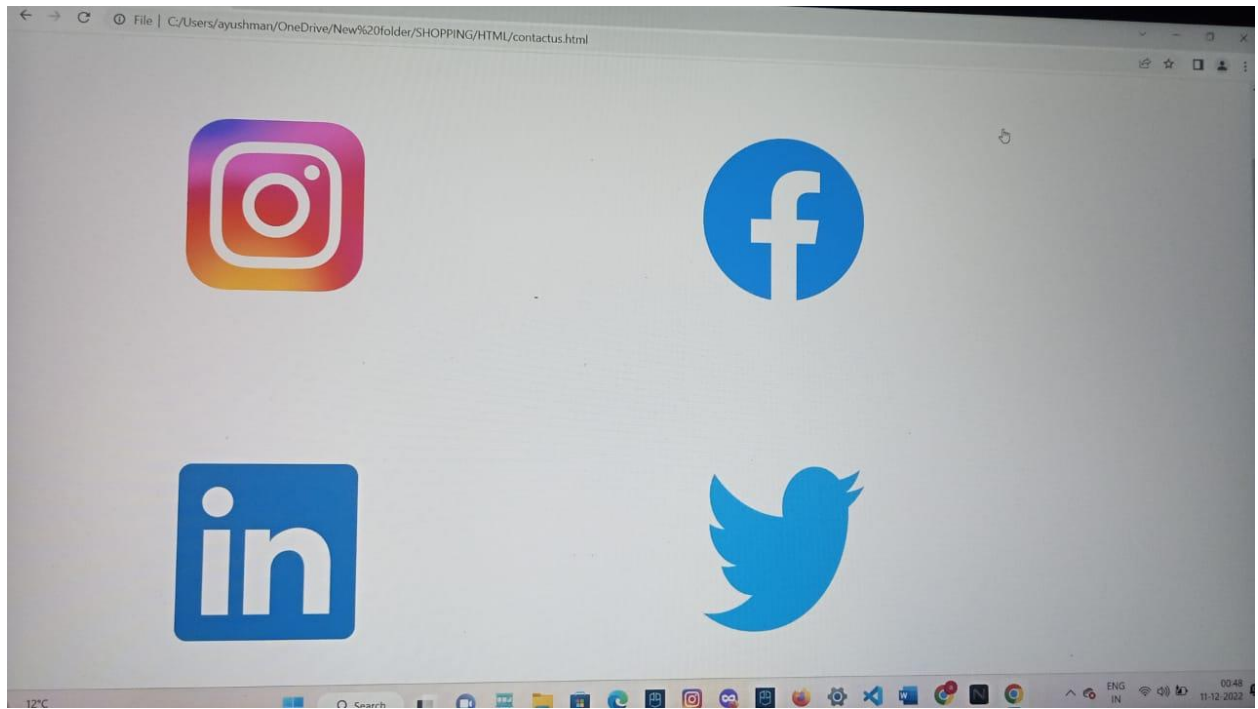 File | C:/Users/ayushman/OneDrive/New%20folder/SHOPPING/HTML/contactus.html
f
in
12°C
Search
ENG
IN
00:48
11-12-2022